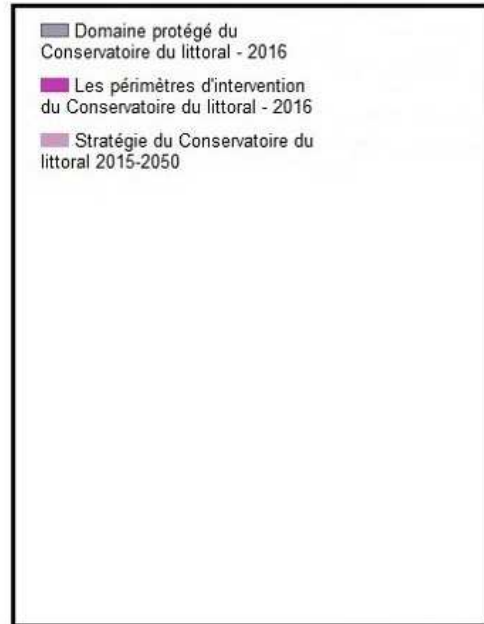 Domaine protégé du
Conservatoire du littoral - 2016
Les périmètres d'intervention
du Conservatoire du littoral - 2016
Stratégie du Conservatoire du
littoral 2015-2050